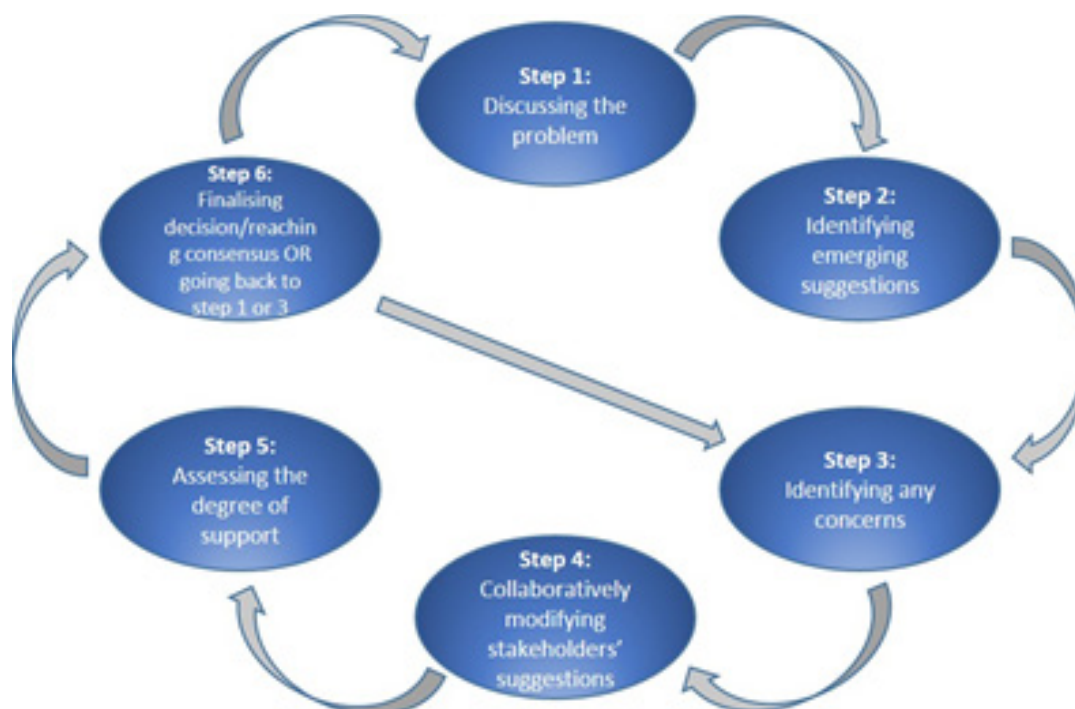 Step 1:
Discussing the
problem
Step 2:
Identifying
emerging
suggestions
Step 3:
Identifying any
concerns
Step 4:
Collaboratively
modifying
stakeholders'
suggestions
Step 5:
Assessing the
degree of
support
Step 6:
Finalising
decision/reachin
g consensus OR
going back to
step 1 or 3